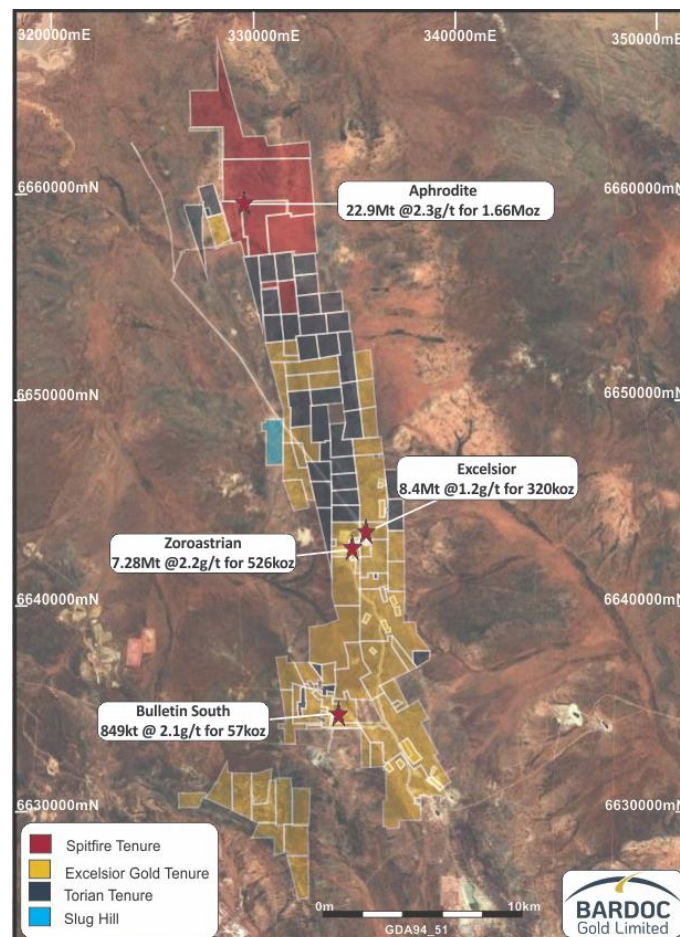 320000mE
330000mE
340000mE
350000mE
6660000mN
6660000mN
Aphrodite
22.9Mt @2.3g/t for 1.66Moz
6650000mN
6650000mN
Excelsior
8.4Mt @1.2g/t for 320koz
Zoroastrian
7.28Mt @2.2g/t for 526koz
6640000mN
6640000mN
Bulletin South
849kt @ 2.1g/t for 57koz
6630000mN
6630000mN
Spitfire Tenure
Excelsior Gold Tenure
Torian Tenure
Slug Hill
0m
10km
GDA94_51
BARDOC
Gold Limited